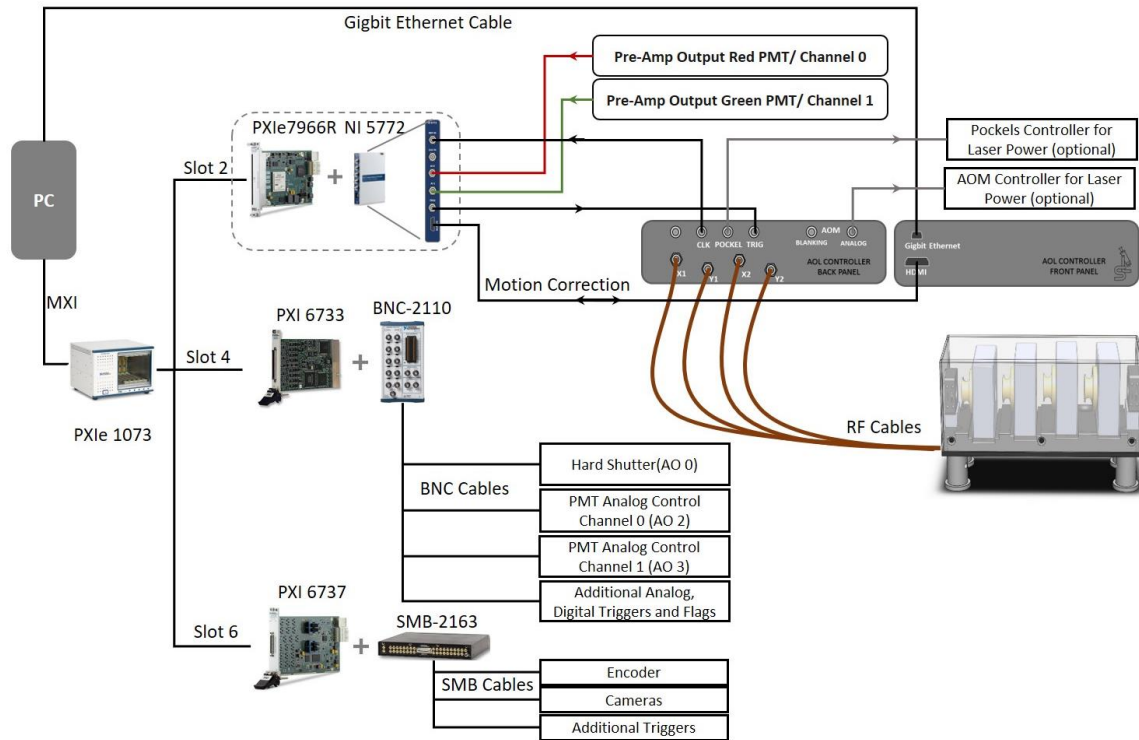 Gigbit Ethernet Cable
Pre-Amp Output Red PMT/ Channel 0
Pre-Amp Output Green PMT/ Channel 1
PXIe7966R NI 5772
Pockels Controller for
Laser Power (optional)
AOM Controller for Laser
Power (optional)
Slot 2
PC
CLK POCKEL TRIG
BLANKING AOM ANALOG
AOL CONTROLLER
BACK PANEL
X1
Y1
X2
Y2
Gigbit Ethernet
HDMI
AOL CONTROLLER
FRONT PANEL
Motion Correction
MXI
PXI 6733
BNC-2110
Slot 4
PXIe 1073
RF Cables
BNC Cables
Hard Shutter(AO 0)
PMT Analog Control
Channel 0 (AO 2)
PMT Analog Control
Channel 1 (AO 3)
Additional Analog,
Digital Triggers and Flags
PXI 6737
SMB-2163
Slot 6
SMB Cables
Encoder
Cameras
Additional Triggers